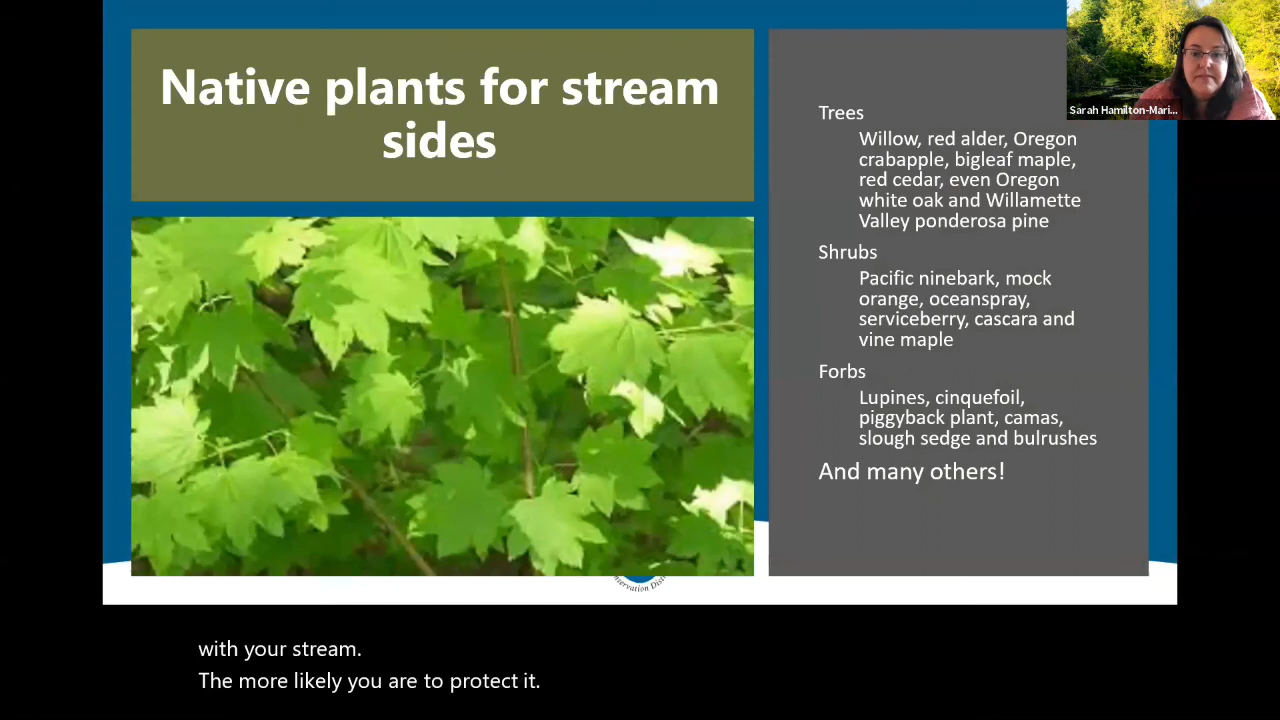 Native plants for stream
sides
Trees
Willow, red alder, Oregon
crabapple, bigleaf maple,
red cedar, even Oregon
white oak and Willamette
Valley ponderosa pine
Shrubs
Pacific ninebark, mock
orange, oceanspray,
serviceberry, cascara and
vine maple
Forbs
Lupines, cinquefoil,
piggyback plant, camas,
slough sedge and bulrushes
And many others!
Sarah Hamilton-Mari...
with your stream.
The more likely you are to protect it.